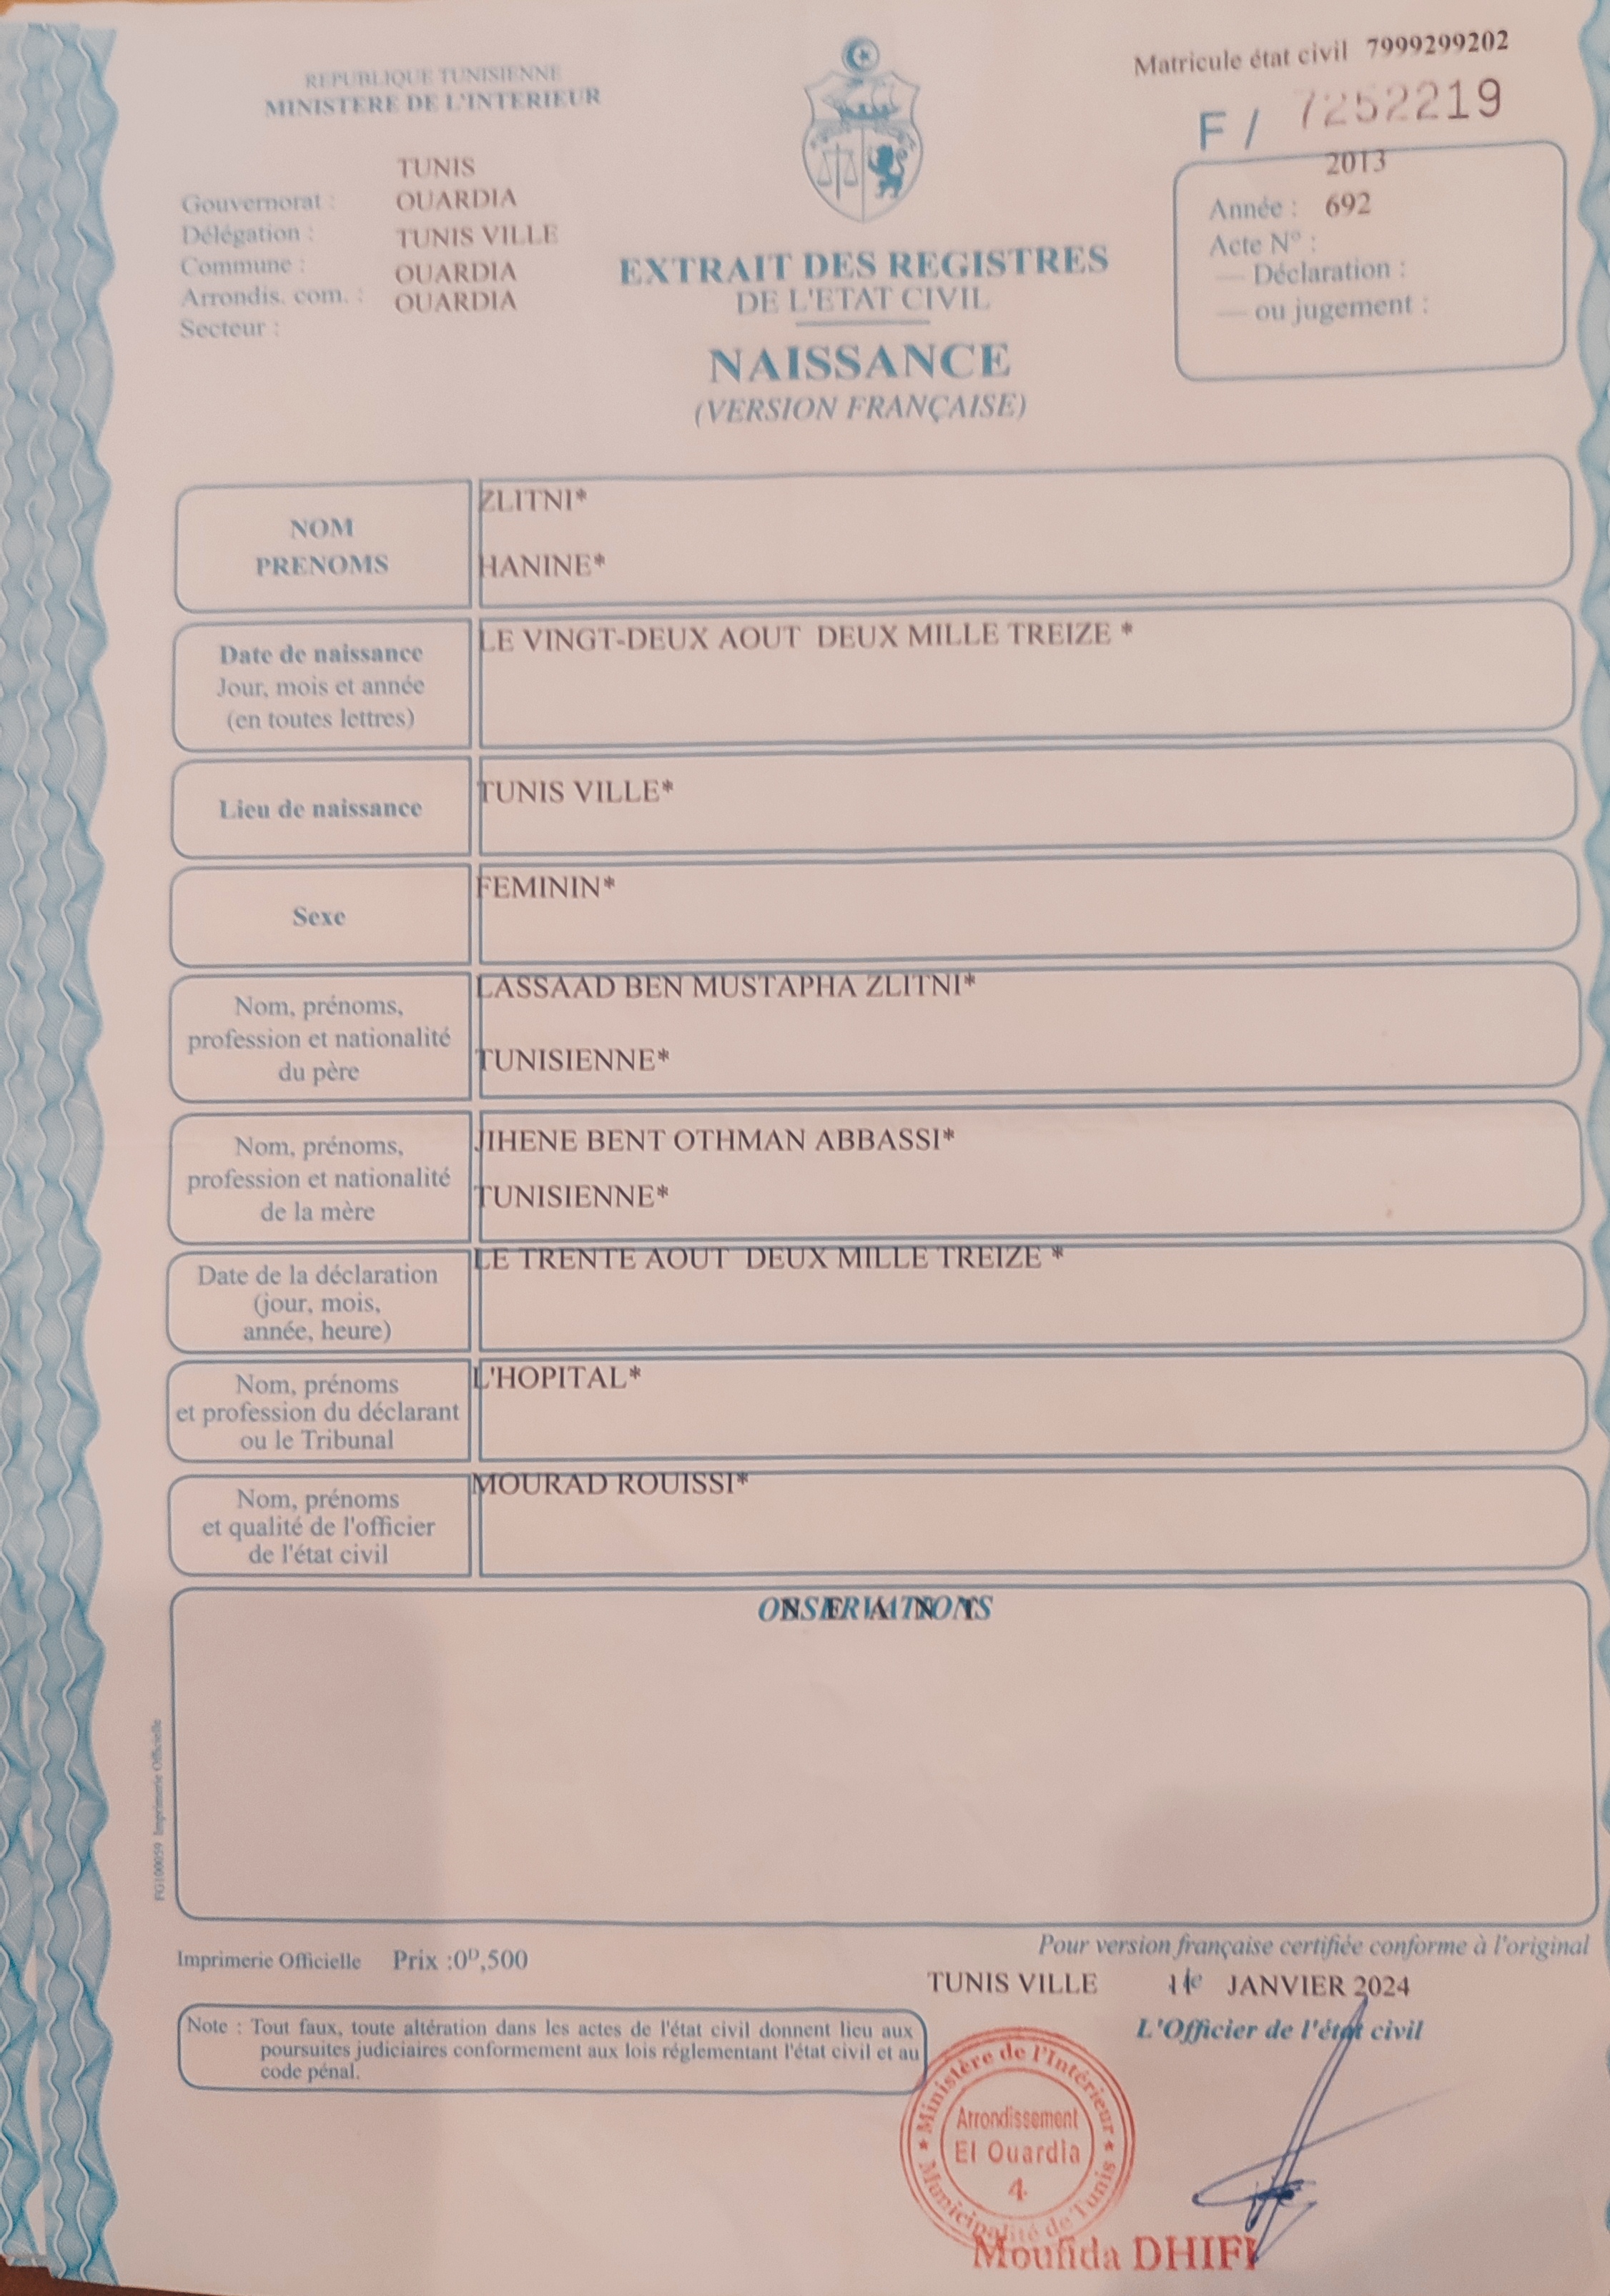 REPUBLIQUE TUNISIENNE
MINISTERE DE L'INTERIEUR
Matricule état civil 7999299202
F / 7252219
TUNIS
Gouvernorat : OUARDIA
Délégation : TUNIS VILLE
Commune : OUARDIA
Arrondis. com. : OUARDIA
Secteur :
2013
Année : 692
Acte N° :
— Déclaration :
— ou jugement :
EXTRAIT DES REGISTRES
DE L'ETAT CIVIL
NAISSANCE
(VERSION FRANÇAISE)
NOM
PRENOMS
ZLITNI*
HANINE*
Date de naissance
Jour, mois et année
(en toutes lettres)
LE VINGT-DEUX AOUT DEUX MILLE TREIZE *
Lieu de naissance
TUNIS VILLE*
Sexe
FEMININ*
Nom, prénoms,
profession et nationalité
du père
LASSAAD BEN MUSTAPHA ZLITNI*
TUNISIENNE*
Nom, prénoms,
profession et nationalité
de la mère
JIHENE BENT OTHMAN ABBASSI*
TUNISIENNE*
Date de la déclaration
(jour, mois,
année, heure)
LE TRENTE AOUT DEUX MILLE TREIZE *
Nom, prénoms
et profession du déclarant
ou le Tribunal
L'HOPITAL*
Nom, prénoms
et qualité de l'officier
de l'état civil
MOURAD ROUISSI*
OBSERVATIONS
N E A N T
FG100059 Imprimerie Officielle
Imprimerie Officielle Prix :0ᴰ,500
Pour version française certifiée conforme à l'original
TUNIS VILLE JANVIER 2024
L'Officier de l'état civil
Note : Tout faux, toute altération dans les actes de l'état civil donnent lieu aux
poursuites judiciaires conformement aux lois réglementant l'état civil et au
code pénal.
Ministère de l'Intérieur
Arrondissement
El Ouardia
4
Municipalité de Tunis
Moufida DHIFI